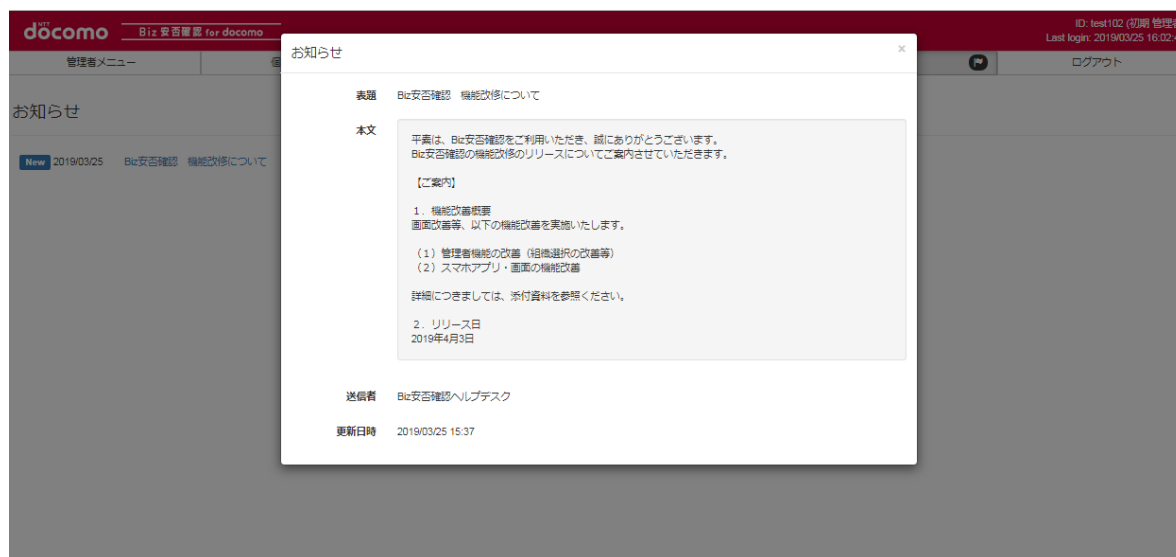 NTT
döcomo
Biz 安否確認 for docomo
ID: test102 (初期 管理者
Last login: 2019/03/25 16:02:4
管理者メニュー
ログアウト
お知らせ
New 2019/03/25 Biz安否確認 機能改修について
お知らせ
×
表題 Biz安否確認 機能改修について
本文
平素は、Biz安否確認をご利用いただき、誠にありがとうございます。
Biz安否確認の機能改修のリリースについてご案内させていただきます。
【ご案内】
1．機能改善概要
画面改善等、以下の機能改善を実施いたします。
（1）管理者機能の改善（組織選択の改善等）
（2）スマホアプリ・画面の機能改善
詳細につきましては、添付資料を参照ください。
2．リリース日
2019年4月3日
送信者 Biz安否確認ヘルプデスク
更新日時 2019/03/25 15:37